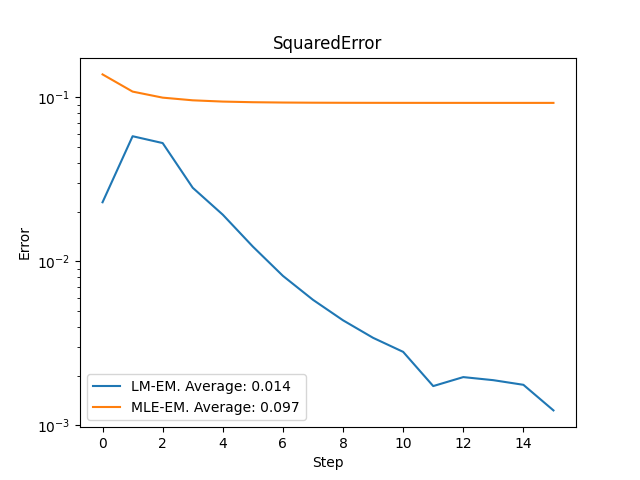 SquaredError
Error
10⁻¹
10⁻²
10⁻³
LM-EM. Average: 0.014
MLE-EM. Average: 0.097
0 2 4 6 8 10 12 14
Step